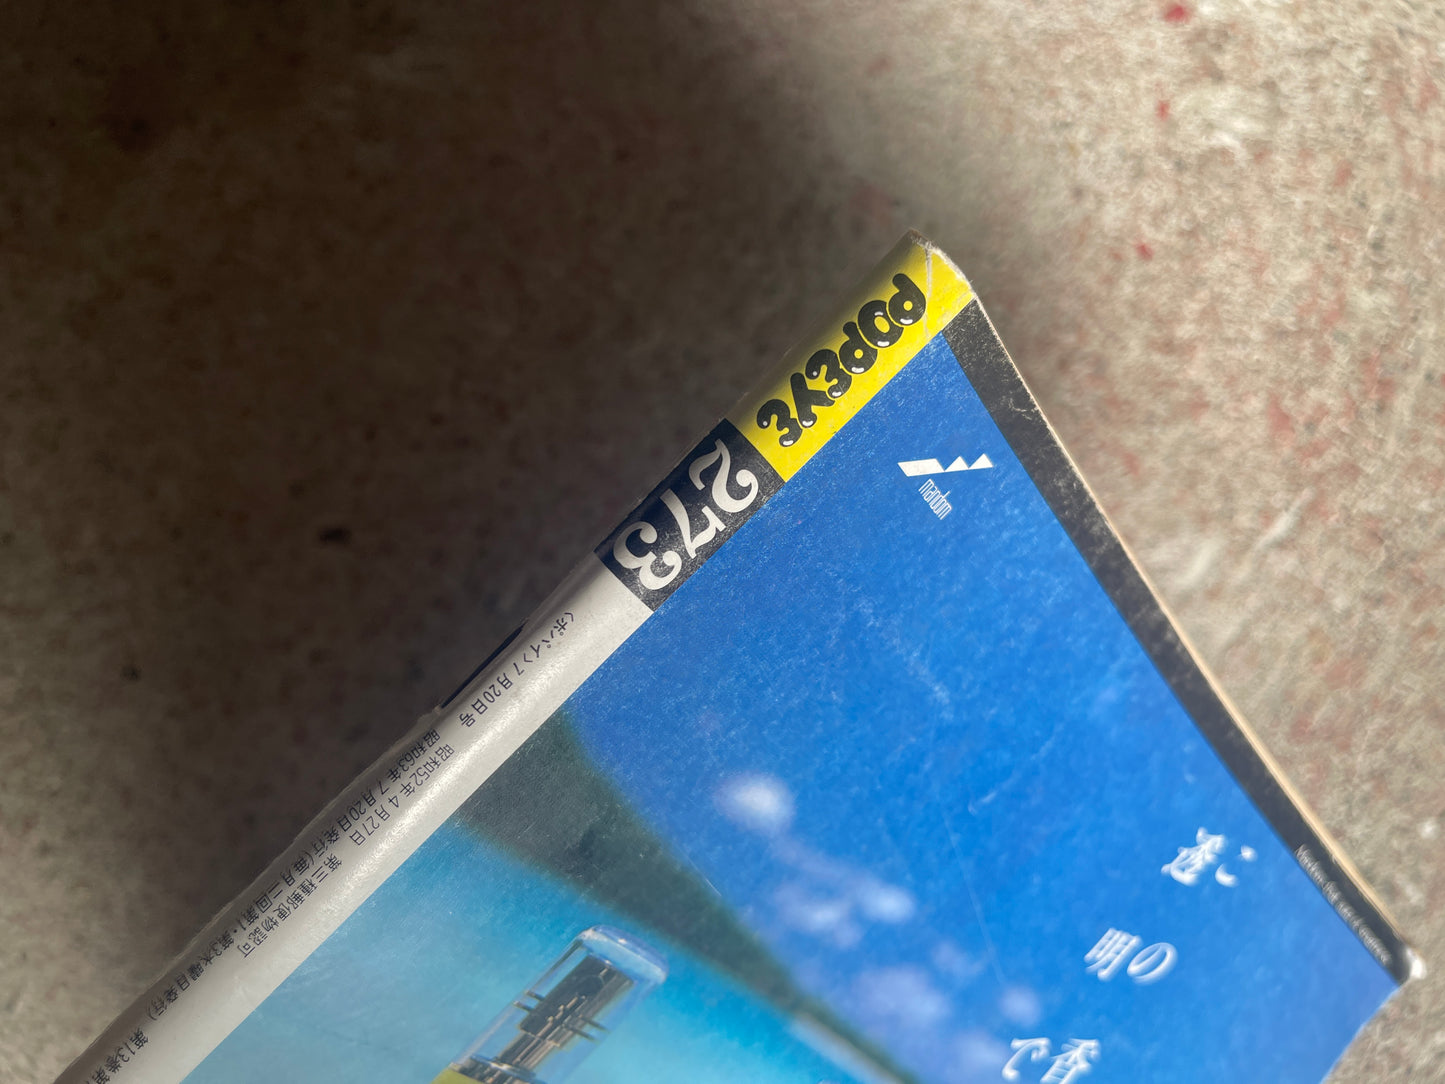 POPEYE
273
〈ポパイ〉7月20日号
昭和52年4月27日 第三種郵便物認可
昭和63年7月20日発行(毎月二回第1・第3水曜日発行) 第13巻第
mandom
明の
で香